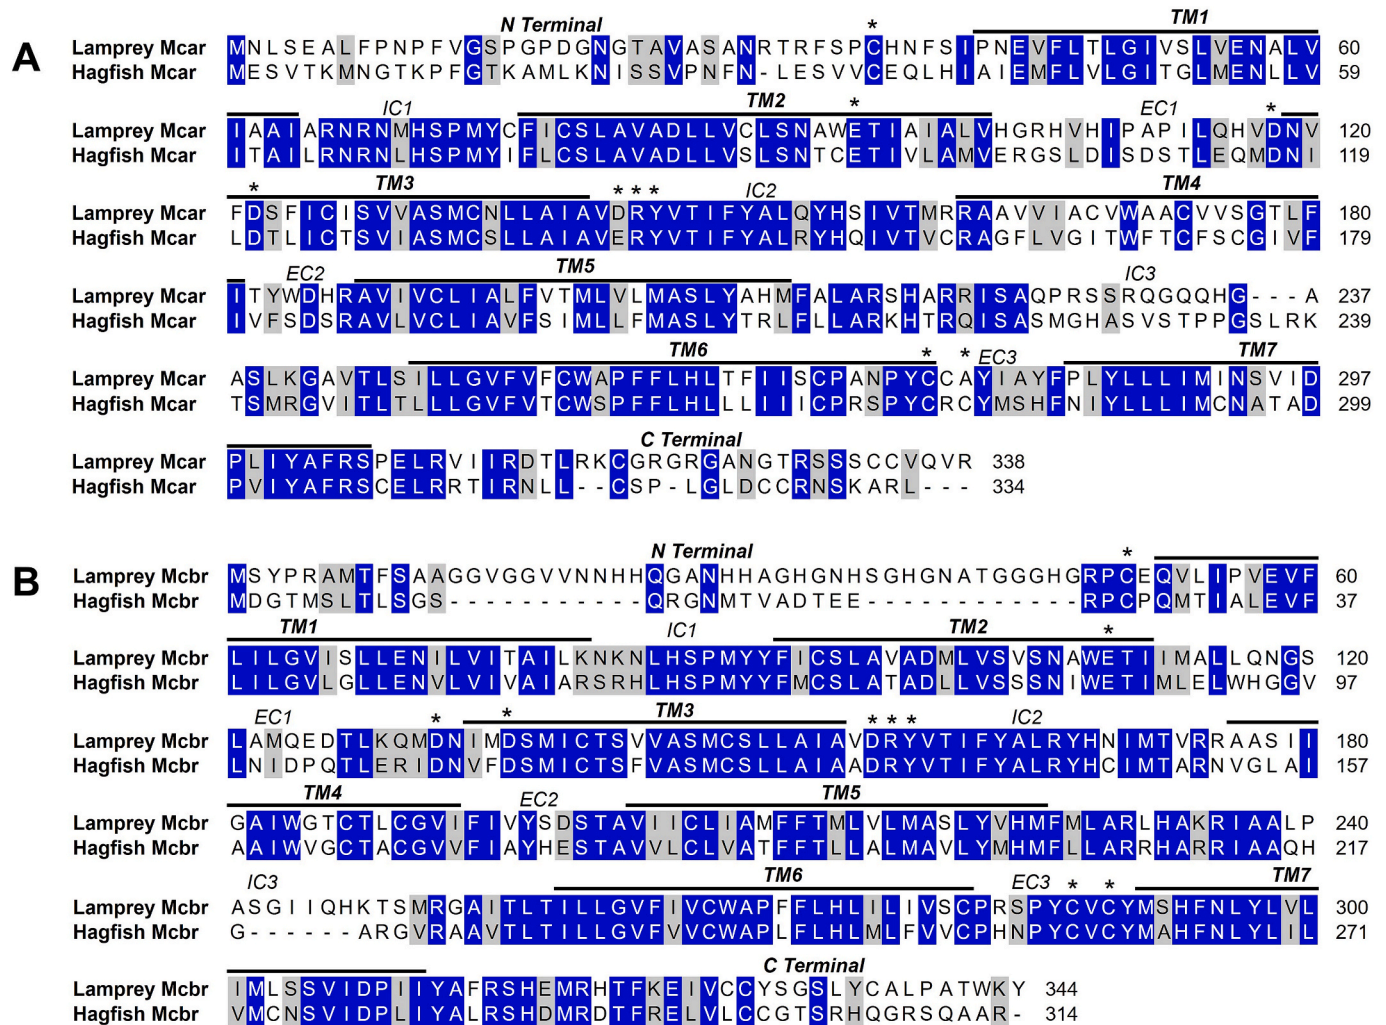 A
N Terminal * TM1
Lamprey Mcar MNLSEALFPNPFVGSPGPDGNGTAVASANRTRFSPCHNFSIPNEVFLTLGIVSLVENALV 60
Hagfish Mcar MESVTKMNGTKPFGTKAMLKNISSVPNFN-LESVVCEQLHIAIEMFLVLGITGLMENLLV 59
IC1 TM2 * EC1 *
Lamprey Mcar IAAIARNRNMHSPMYCFICSLAVADLLVCLSNAWETIAIALVHGRHVHIPAPILQHVDNV 120
Hagfish Mcar ITAILRNRNLHSPMYIFLCSLAVADLLVSLSNTCETIVLAMVERGSLDISDSTLEQMDNI 119
* TM3 * * * IC2 TM4
Lamprey Mcar FDSFICISVVASMCNLLAIAVDRYVTIFYALQYHSIVTMRRAAVVIACVWAACVVSGTLF 180
Hagfish Mcar LDTLICTSVIASMCSLLAIAVERYVTIFYALRYHQIVTVCRAGFLVGITWFTCFSCGIVF 179
EC2 TM5 IC3
Lamprey Mcar ITYWDHRAVIVCLIALFVTMLVLMASLYAHMFALARSHARRISAQPRSSRQGQQHG---A 237
Hagfish Mcar IVFSDSRAVLVCLIAVFSIMLLFMASLYTRLFLLARKHTRQISASMGHASVSTPPGSLRK 239
TM6 * * EC3 TM7
Lamprey Mcar ASLKGAVTLSILLGVFVFCWAPFFLHLTFIISCPANPYCCAYIAYFPLYLLLIMINSVID 297
Hagfish Mcar TSMRGVITLTLLLGVFVTCWSPFFLHLLLIIICPRSPYCRCYMSHFNIYLLLIMCNATAD 299
C Terminal
Lamprey Mcar PLIYAFRSPELRVIIRDTLRKCGRGRGANGTRSSSCCVQVR 338
Hagfish Mcar PVIYAFRSCELRRTIRNLL--CSP-LGLDCCRNSKARL--- 334
B
N Terminal *
Lamprey Mcbr MSYPRAMTFSAAGGVGGVVNNHHQGANHHAGHGNHSGHGNATGGGHGRPCEQVLIPVEVF 60
Hagfish Mcbr MDGTMSLTLSGS-----------QRGNMTVADTEE------------RPCPQMTIALEVF 37
TM1 IC1 TM2 *
Lamprey Mcbr LILGVISLLENILVITAILKNKNLHSPMYYFICSLAVADMLVSVSNAWETIIMALLQNGS 120
Hagfish Mcbr LILGVLGLLENVLVIVAIARSRHLHSPMYYFMCSLATADLLVSSSNIWETIMLELWHGGV 97
EC1 * * TM3 * * * IC2
Lamprey Mcbr LAMQEDTLKQMDNIMDSMICTSVVASMCSLLAIAVDRYVTIFYALRYHNIMTVRRAASII 180
Hagfish Mcbr LNIDPQTLERIDNVFDSMICTSFVASMCSLLAIAADRYVTIFYALRYHCIMTARNVGLAI 157
TM4 EC2 TM5
Lamprey Mcbr GAIWGTCTLCGVIFIVYSDSTAVIICLIAMFFTMLVLMASLYVHMFMLARLHAKRIAALP 240
Hagfish Mcbr AAIWVGCTACGVVFIAYHESTAVVLCLVATFFTLLALMAVLYMHMFLLARRHARRIAAQH 217
IC3 TM6 EC3 * * TM7
Lamprey Mcbr ASGIIQHKTSMRGAITLTILLGVFIVCWAPFFLHLILIVSCPRSPYCVCYMSHFNLYLVL 300
Hagfish Mcbr G------ARGVRAAVTLTILLGVFVVCWAPLFLHLMLFVVCPHNPYCVCYMAHFNLYLIL 271
C Terminal
Lamprey Mcbr IMLSSVIDPIIYAFRSHEMRHTFKEIVCCYSGSLYCALPATWKY 344
Hagfish Mcbr VMCNSVIDPLIYALRSHDMRDTFRELVLCCGTSRHQGRSQAAR- 314